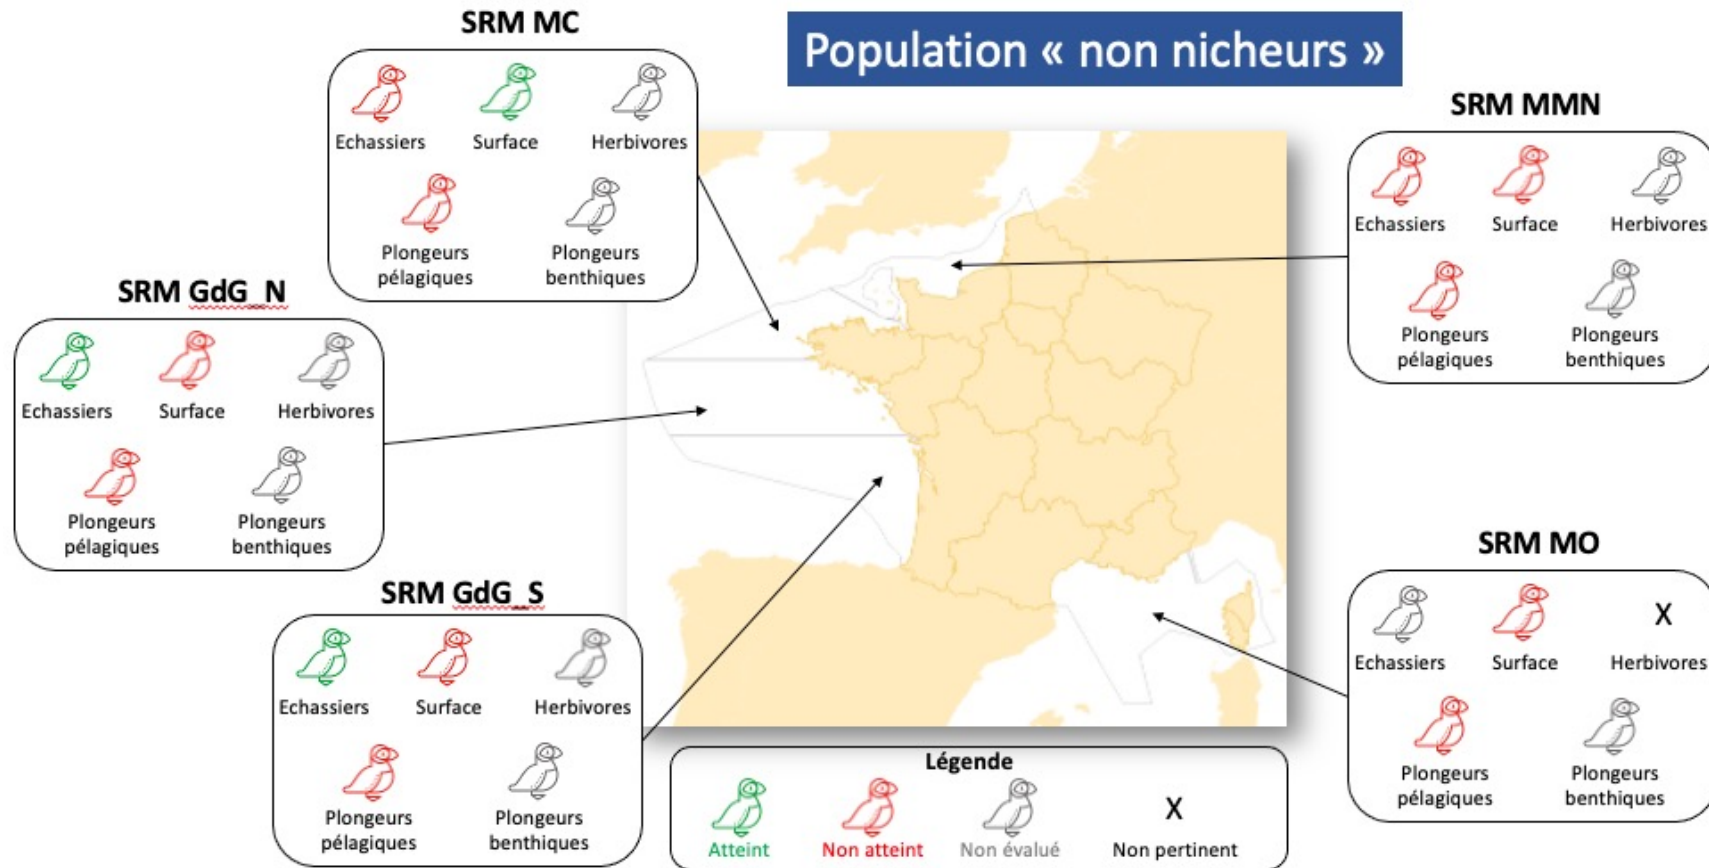 Population « non nicheurs »
SRM MC
Echassiers Surface Herbivores
Plongeurs Plongeurs
pélagiques benthiques
SRM MMN
Echassiers Surface Herbivores
Plongeurs Plongeurs
pélagiques benthiques
SRM GdG_N
Echassiers Surface Herbivores
Plongeurs Plongeurs
pélagiques benthiques
SRM GdG_S
Echassiers Surface Herbivores
Plongeurs Plongeurs
pélagiques benthiques
SRM MO
X
Echassiers Surface Herbivores
Plongeurs Plongeurs
pélagiques benthiques
Légende
X
Atteint Non atteint Non évalué Non pertinent